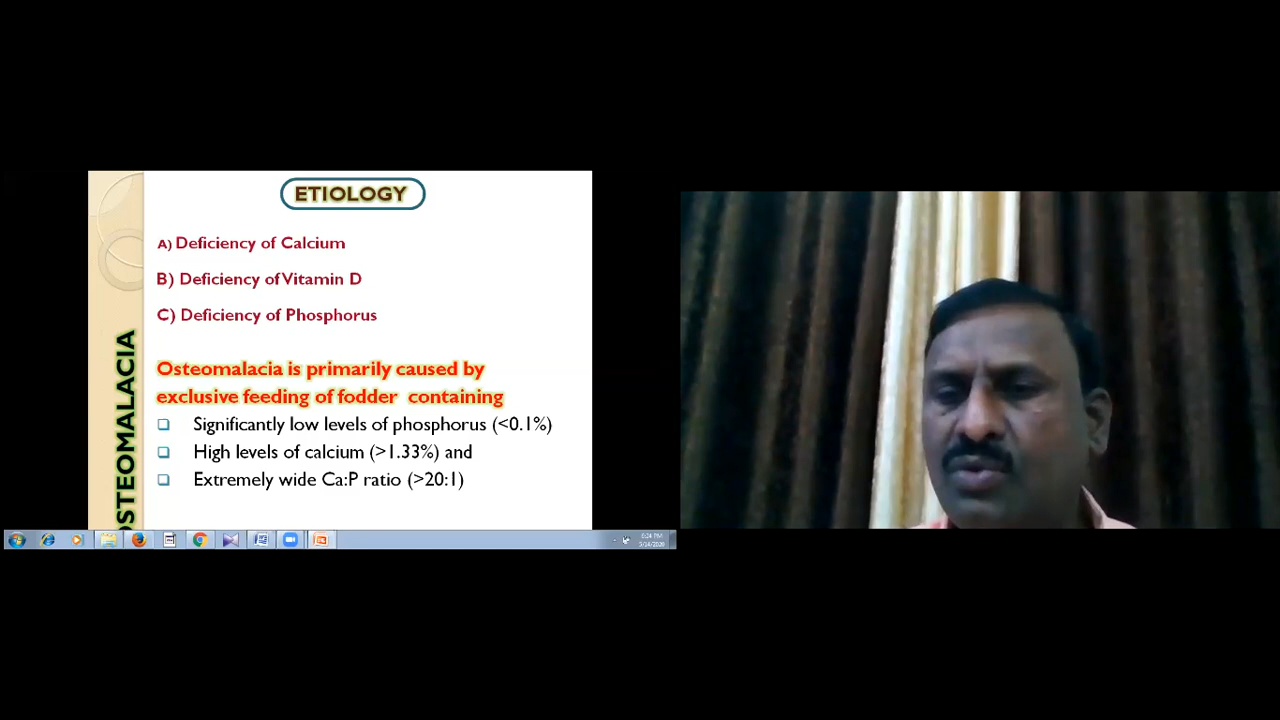 ETIOLOGY
A) Deficiency of Calcium
B) Deficiency of Vitamin D
C) Deficiency of Phosphorus
Osteomalacia is primarily caused by
exclusive feeding of fodder containing
Significantly low levels of phosphorus (<0.1%)
High levels of calcium (>1.33%) and
Extremely wide Ca:P ratio (>20:1)
OSTEOMALACIA